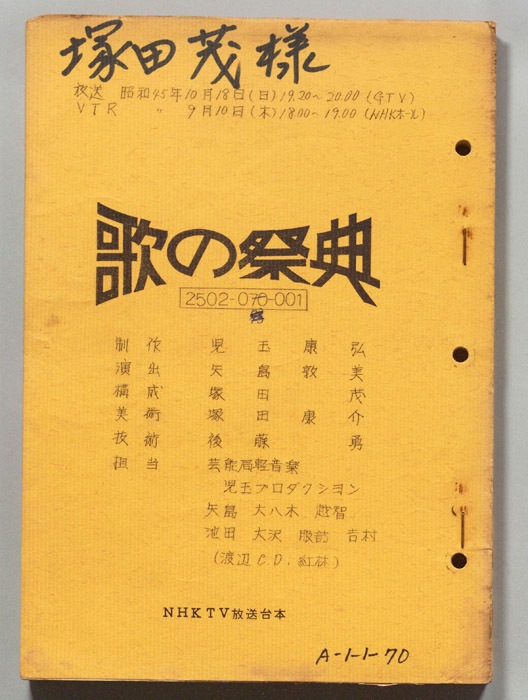 塚田茂様
放送 昭和45年10月18日(日)19.20~20.00(GTV)
VTR 〃 9月10日(木)18:00~19:00(NHKホール)
歌の祭典
2502-070-001
制作 児玉康弘
演出 矢島敦美
構成 塚田茂
美術 塚田康介
技術 後藤勇
担当 芸能局軽音楽
児玉プロダクション
矢島 大八木 越智
池田 大沢 服部 吉村
(渡辺C.D.紅林)
NHKTV放送台本
A-1-1-70